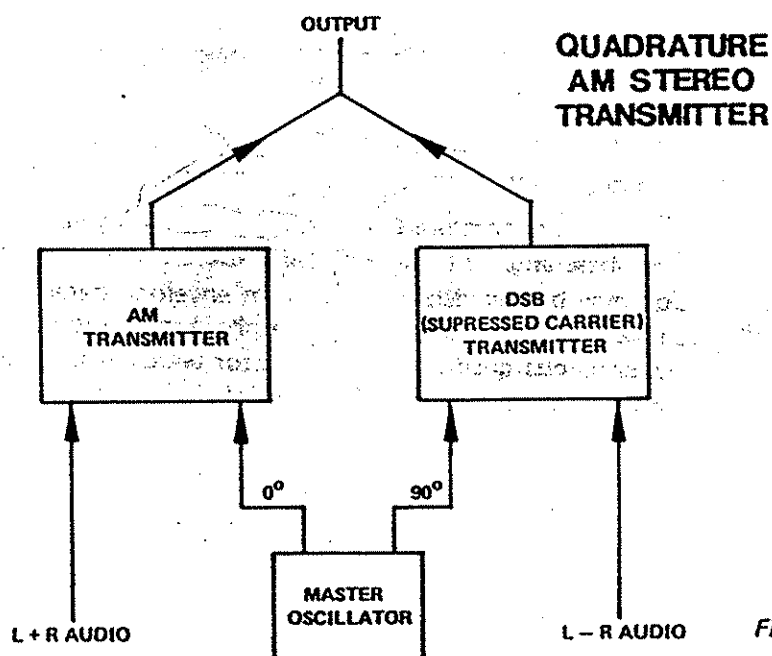 OUTPUT
QUADRATURE
AM STEREO
TRANSMITTER
AM
TRANSMITTER
DSB
(SUPRESSED CARRIER)
TRANSMITTER
0°
90°
MASTER
OSCILLATOR
L + R AUDIO
L − R AUDIO